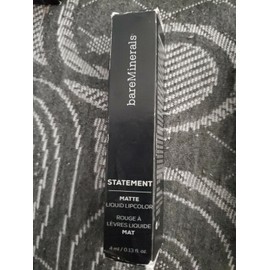 bareMinerals
STATEMENT
MATTE
LIQUID LIPCOLOR
ROUGE À
LÈVRES LIQUIDE
MAT
4 ml / 0.13 fl. oz